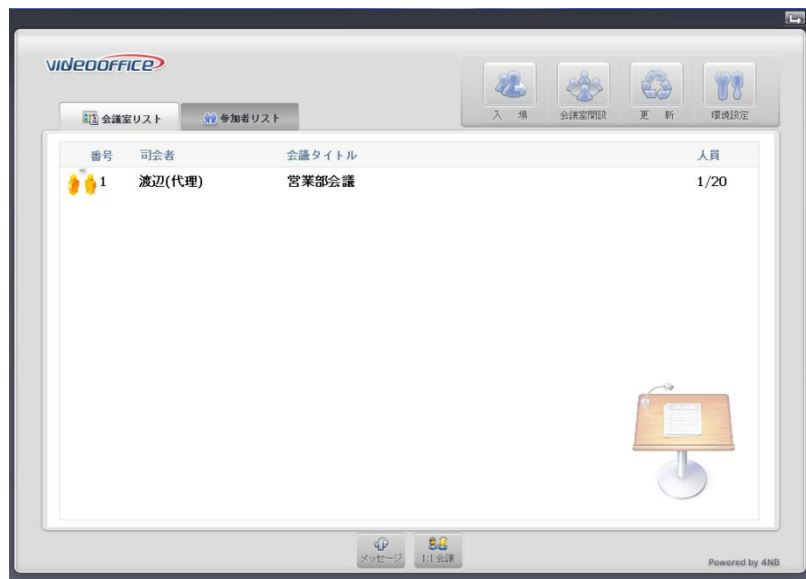 VIDEOOFFICE
入 場
会議室開設
更 新
環境設定
会議室リスト
参加者リスト
番号 司会者 会議タイトル 人員
1 渡辺(代理) 営業部会議 1/20
メッセージ
1:1 会議
Powered by 4NB